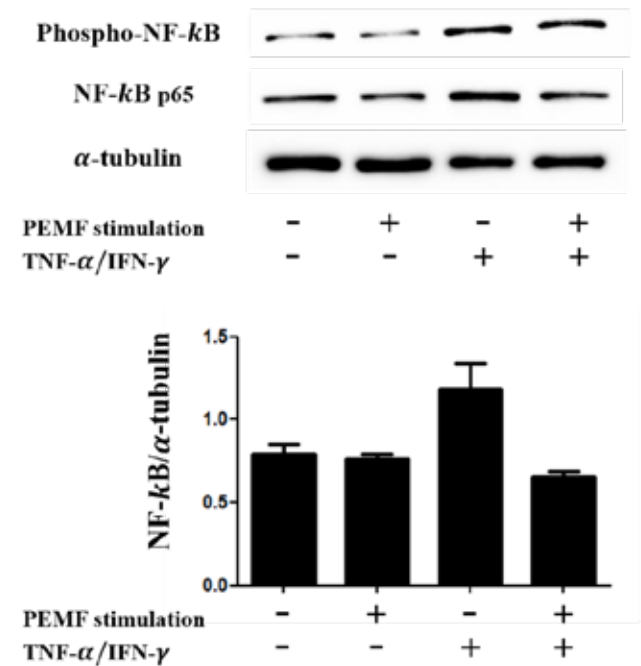 Phospho-NF-𝑘B
NF-𝑘B p65
𝛼-tubulin
PEMF stimulation - + - +
TNF-𝛼/IFN-𝛾 - - + +
NF-𝑘B/𝛼-tubulin
1.5
1.0
0.5
0.0
PEMF stimulation - + - +
TNF-𝛼/IFN-𝛾 - - + +